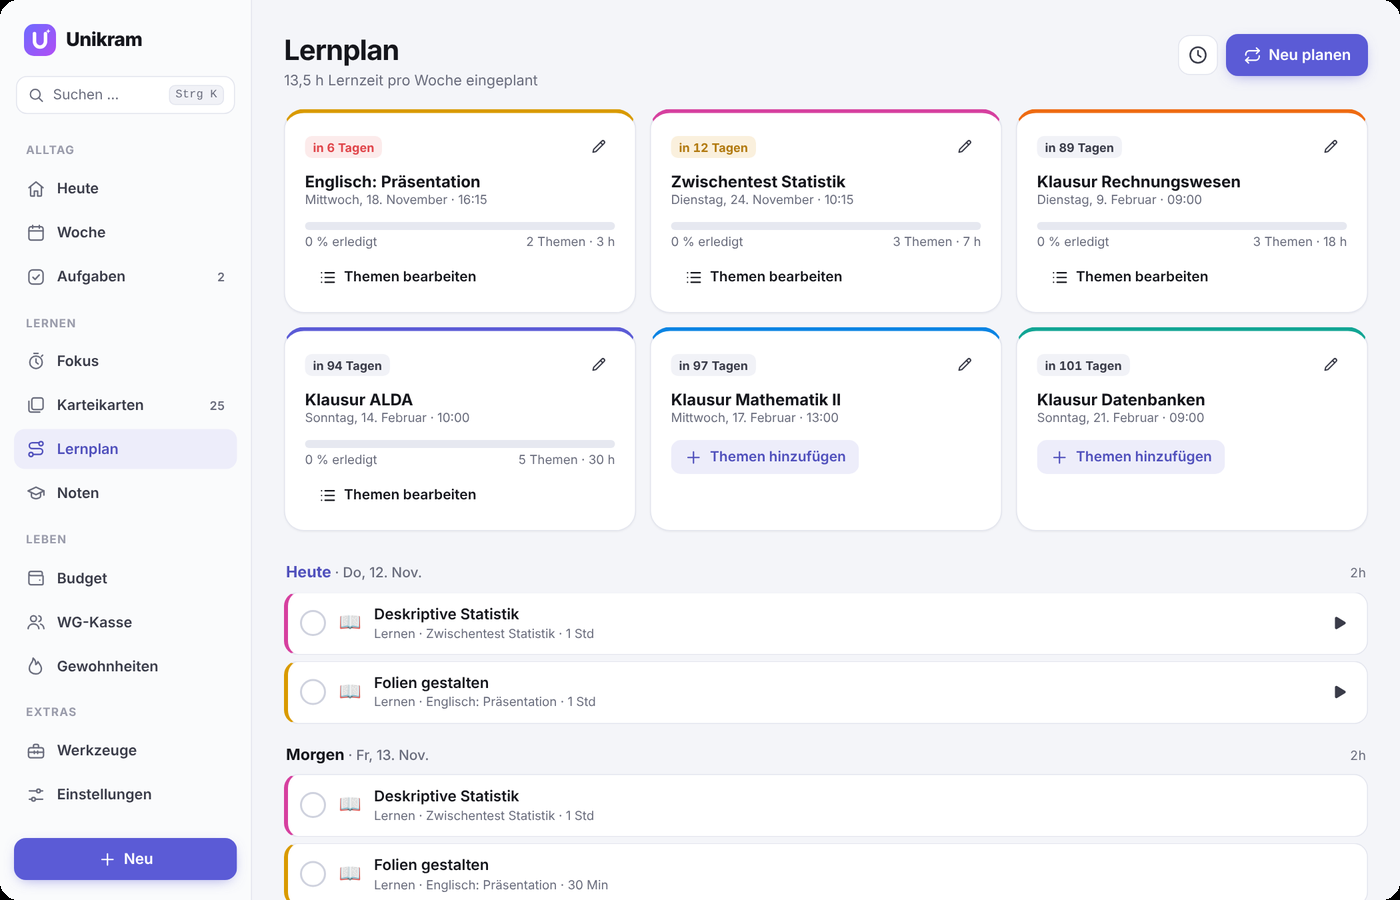 Unikram
Suchen ...
Strg K
ALLTAG
Heute
Woche
Aufgaben 2
LERNEN
Fokus
Karteikarten 25
Lernplan
Noten
LEBEN
Budget
WG-Kasse
Gewohnheiten
EXTRAS
Werkzeuge
Einstellungen
+ Neu
Lernplan
13,5 h Lernzeit pro Woche eingeplant
Neu planen
in 6 Tagen
Englisch: Präsentation
Mittwoch, 18. November · 16:15
0 % erledigt 2 Themen · 3 h
Themen bearbeiten
in 12 Tagen
Zwischentest Statistik
Dienstag, 24. November · 10:15
0 % erledigt 3 Themen · 7 h
Themen bearbeiten
in 89 Tagen
Klausur Rechnungswesen
Dienstag, 9. Februar · 09:00
0 % erledigt 3 Themen · 18 h
Themen bearbeiten
in 94 Tagen
Klausur ALDA
Sonntag, 14. Februar · 10:00
0 % erledigt 5 Themen · 30 h
Themen bearbeiten
in 97 Tagen
Klausur Mathematik II
Mittwoch, 17. Februar · 13:00
+ Themen hinzufügen
in 101 Tagen
Klausur Datenbanken
Sonntag, 21. Februar · 09:00
+ Themen hinzufügen
Heute · Do, 12. Nov. 2h
Deskriptive Statistik
Lernen · Zwischentest Statistik · 1 Std
Folien gestalten
Lernen · Englisch: Präsentation · 1 Std
Morgen · Fr, 13. Nov. 2h
Deskriptive Statistik
Lernen · Zwischentest Statistik · 1 Std
Folien gestalten
Lernen · Englisch: Präsentation · 30 Min